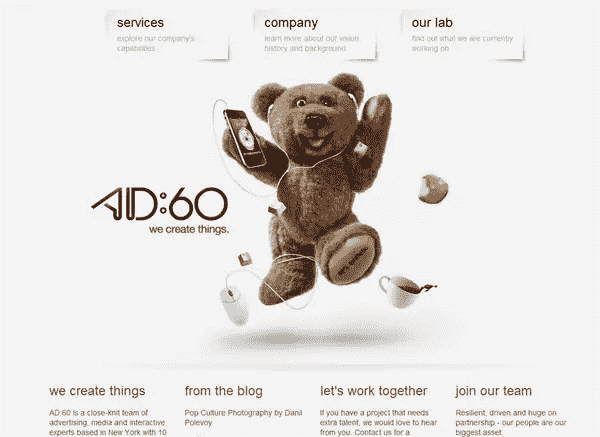 services
explore our company's
capabilities
company
learn more about our vision,
history and background
our lab
find out what we are currently
working on
AD:60
we create things.
we create things
AD:60 is a close-knit team of
advertising, media and interactive
experts based in New York with 10
from the blog
Pop Culture Photography by Danil
Polevoy
let's work together
If you have a project that needs
extra talent, we would love to hear
from you. Contact us for a
join our team
Resilient, driven and huge on
partnership - our people are our
biggest asset